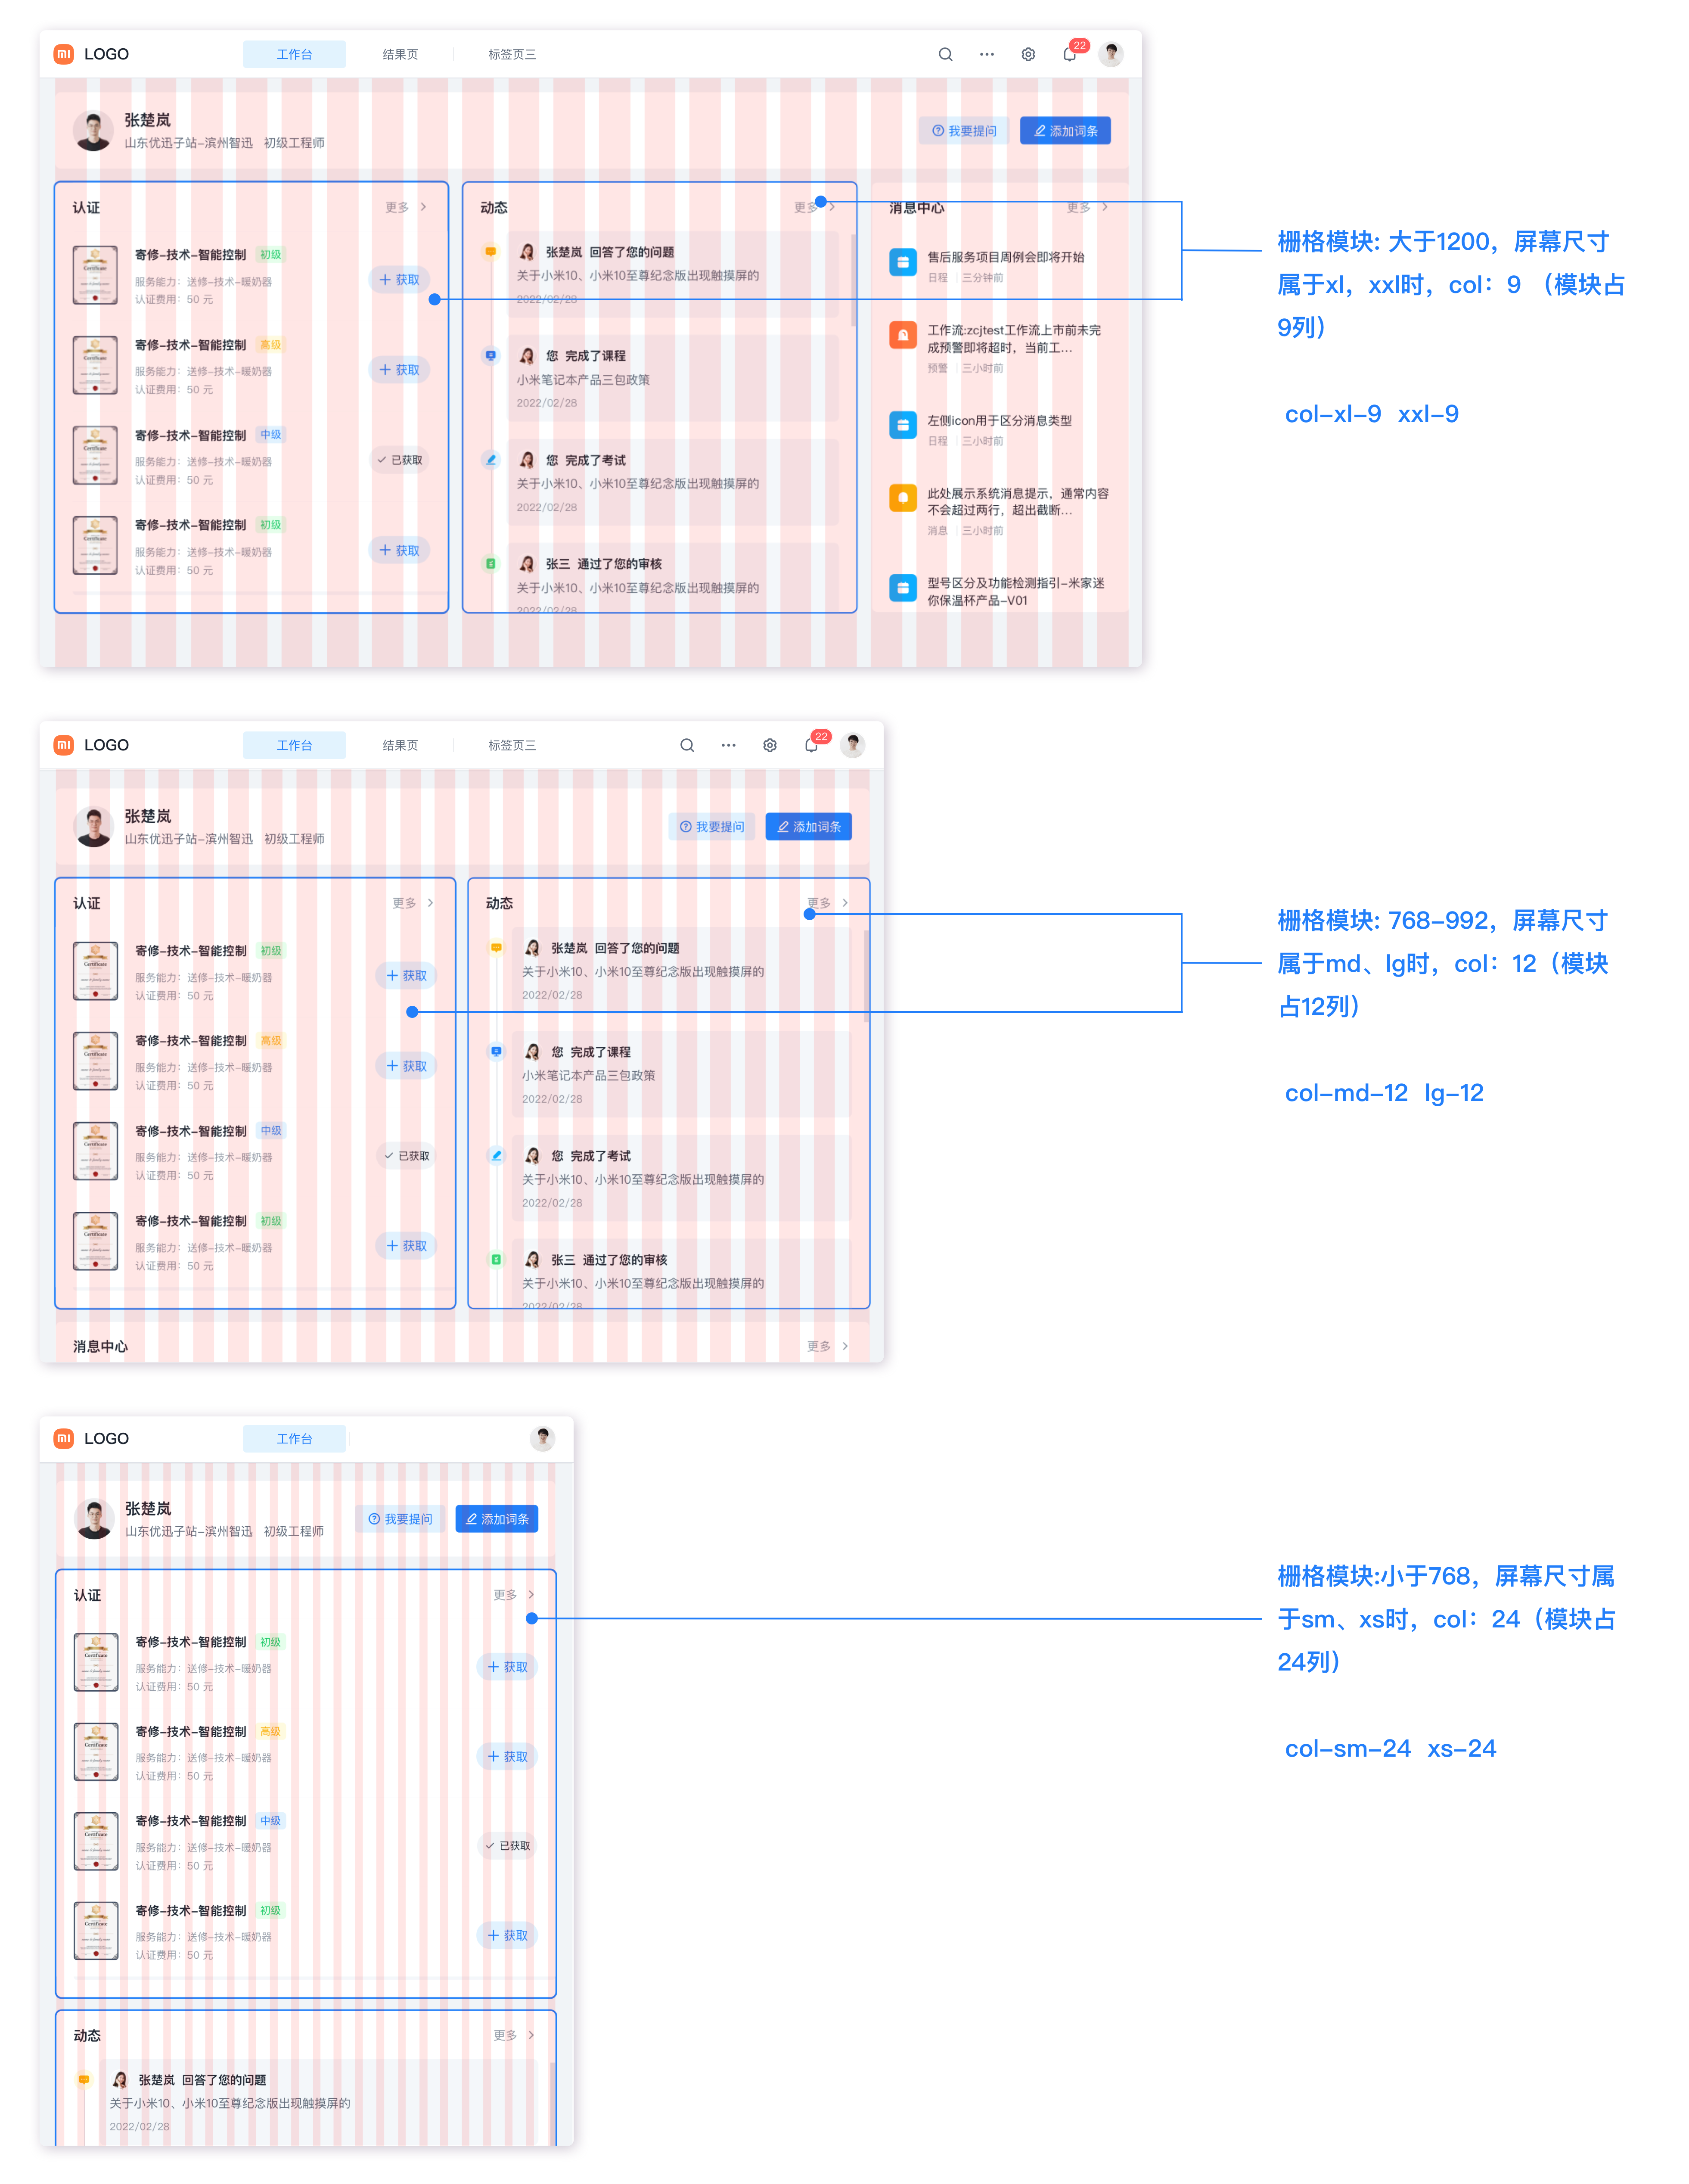 LOGO
工作台
结果页
标签页三
22
张楚岚
山东优迅子站-滨州智迅 初级工程师
我要提问
添加词条
认证
更多
寄修-技术-智能控制 初级
服务能力：送修-技术-暖奶器
认证费用：50 元
获取
寄修-技术-智能控制 高级
服务能力：送修-技术-暖奶器
认证费用：50 元
获取
寄修-技术-智能控制 中级
服务能力：送修-技术-暖奶器
认证费用：50 元
已获取
寄修-技术-智能控制 初级
服务能力：送修-技术-暖奶器
认证费用：50 元
获取
动态
更多
张楚岚 回答了您的问题
关于小米10、小米10至尊纪念版出现触摸屏的
2022/02/28
您 完成了课程
小米笔记本产品三包政策
2022/02/28
您 完成了考试
关于小米10、小米10至尊纪念版出现触摸屏的
2022/02/28
张三 通过了您的审核
关于小米10、小米10至尊纪念版出现触摸屏的
2022/02/28
消息中心
更多
售后服务项目周例会即将开始
日程 三分钟前
工作流:zcjtest工作流上市前未完
成预警即将超时，当前工...
预警 三小时前
左侧icon用于区分消息类型
日程 三小时前
此处展示系统消息提示，通常内容
不会超过两行，超出截断...
消息 三小时前
型号区分及功能检测指引-米家迷
你保温杯产品-V01
栅格模块: 大于1200，屏幕尺寸
属于xl，xxl时，col：9 （模块占
9列）
col-xl-9 xxl-9
LOGO
工作台
结果页
标签页三
22
张楚岚
山东优迅子站-滨州智迅 初级工程师
我要提问
添加词条
认证
更多
寄修-技术-智能控制 初级
服务能力：送修-技术-暖奶器
认证费用：50 元
获取
寄修-技术-智能控制 高级
服务能力：送修-技术-暖奶器
认证费用：50 元
获取
寄修-技术-智能控制 中级
服务能力：送修-技术-暖奶器
认证费用：50 元
已获取
寄修-技术-智能控制 初级
服务能力：送修-技术-暖奶器
认证费用：50 元
获取
动态
更多
张楚岚 回答了您的问题
关于小米10、小米10至尊纪念版出现触摸屏的
2022/02/28
您 完成了课程
小米笔记本产品三包政策
2022/02/28
您 完成了考试
关于小米10、小米10至尊纪念版出现触摸屏的
2022/02/28
张三 通过了您的审核
关于小米10、小米10至尊纪念版出现触摸屏的
2022/02/28
消息中心
更多
栅格模块: 768-992，屏幕尺寸
属于md、lg时，col：12（模块
占12列）
col-md-12 lg-12
LOGO
工作台
张楚岚
山东优迅子站-滨州智迅 初级工程师
我要提问
添加词条
认证
更多
寄修-技术-智能控制 初级
服务能力：送修-技术-暖奶器
认证费用：50 元
获取
寄修-技术-智能控制 高级
服务能力：送修-技术-暖奶器
认证费用：50 元
获取
寄修-技术-智能控制 中级
服务能力：送修-技术-暖奶器
认证费用：50 元
已获取
寄修-技术-智能控制 初级
服务能力：送修-技术-暖奶器
认证费用：50 元
获取
动态
更多
张楚岚 回答了您的问题
关于小米10、小米10至尊纪念版出现触摸屏的
2022/02/28
栅格模块:小于768，屏幕尺寸属
于sm、xs时，col：24（模块占
24列）
col-sm-24 xs-24